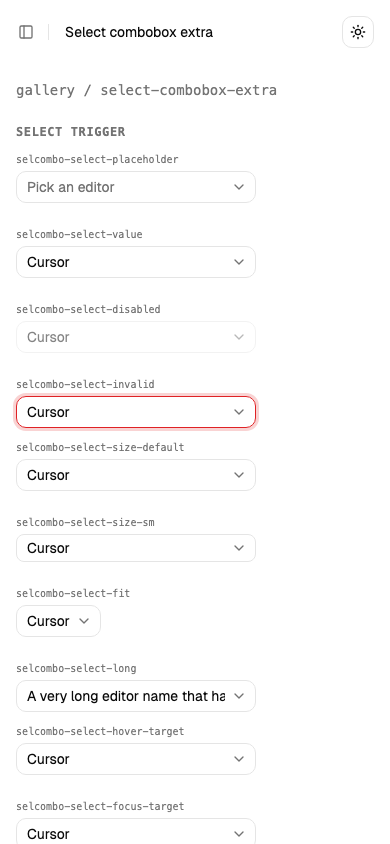 Select combobox extra
gallery / select-combobox-extra
SELECT TRIGGER
selcombo-select-placeholder
Pick an editor
selcombo-select-value
Cursor
selcombo-select-disabled
Cursor
selcombo-select-invalid
Cursor
selcombo-select-size-default
Cursor
selcombo-select-size-sm
Cursor
selcombo-select-fit
Cursor
selcombo-select-long
A very long editor name that ha
selcombo-select-hover-target
Cursor
selcombo-select-focus-target
Cursor